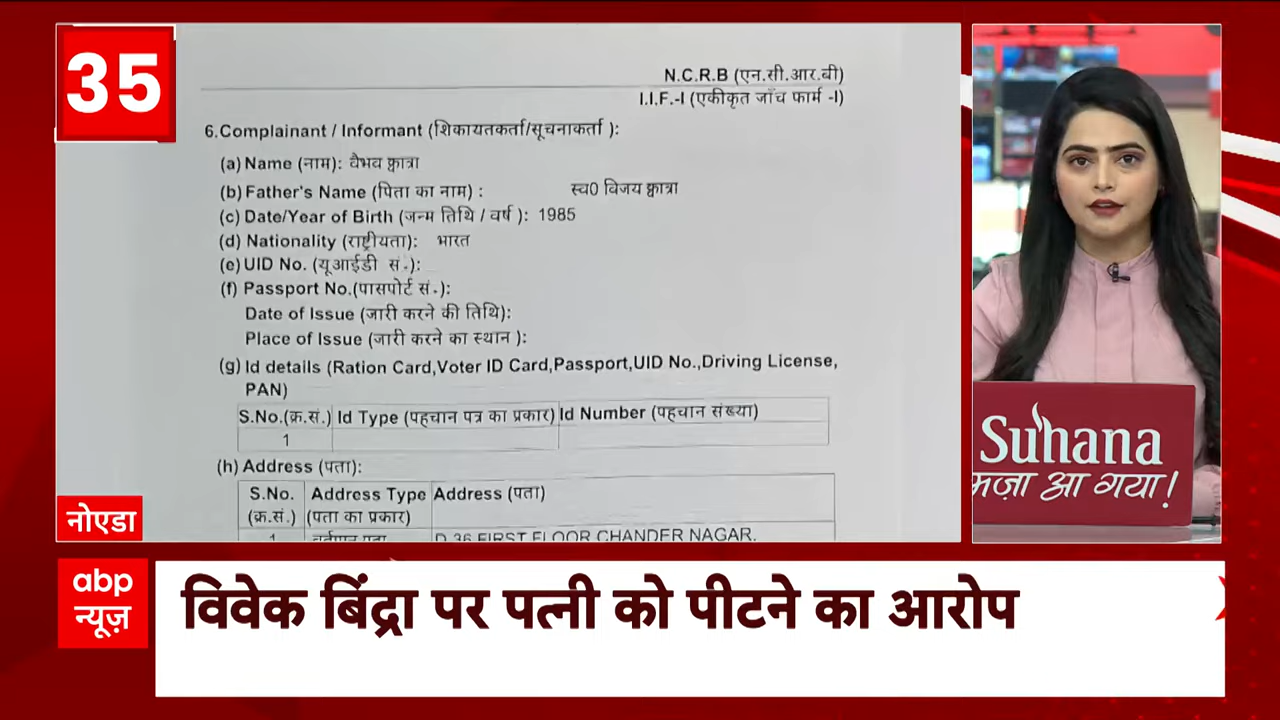 35
N.C.R.B (एन.सी.आर.बी)
I.I.F.-I (एकीकृत जाँच फार्म -I)
6.Complainant / Informant (शिकायतकर्ता/सूचनाकर्ता ):
(a) Name (नाम): वैभव क्वात्रा
(b) Father's Name (पिता का नाम) : स्व0 विजय क्वात्रा
(c) Date/Year of Birth (जन्म तिथि / वर्ष ): 1985
(d) Nationality (राष्ट्रीयता): भारत
(e) UID No. (यूआईडी सं.):
(f) Passport No.(पासपोर्ट सं.):
Date of Issue (जारी करने की तिथि):
Place of Issue (जारी करने का स्थान ):
(g) Id details (Ration Card,Voter ID Card,Passport,UID No.,Driving License,
PAN)
S.No.(क्र.सं.) Id Type (पहचान पत्र का प्रकार) Id Number (पहचान संख्या)
1
(h) Address (पता):
S.No. Address Type Address (पता)
(क्र.सं.) (पता का प्रकार)
1 वर्तमान पता D 36 FIRST FLOOR CHANDER NAGAR,
नोएडा
Suhana
मज़ा आ गया!
abp
न्यूज़
विवेक बिंद्रा पर पत्नी को पीटने का आरोप